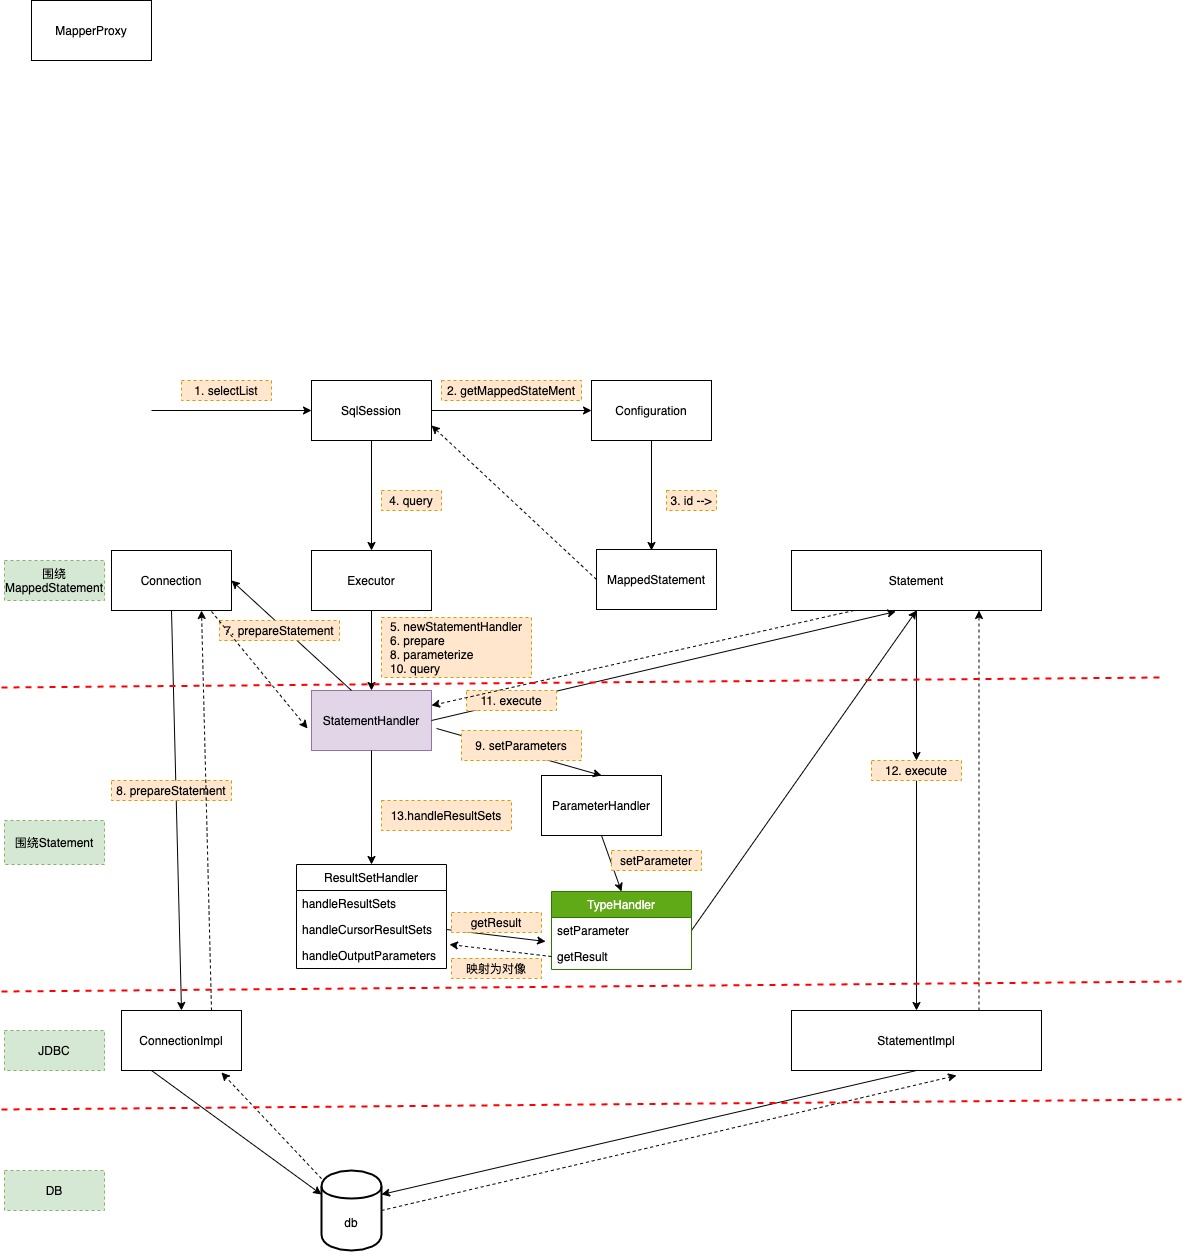 MapperProxy
1. selectList
SqlSession
2. getMappedStateMent
Configuration
4. query
3. id -->
围绕
MappedStatement
Connection
Executor
MappedStatement
Statement
7. prepareStatement
5. newStatementHandler
6. prepare
8. parameterize
10. query
StatementHandler
11. execute
9. setParameters
12. execute
8. prepareStatement
13.handleResultSets
ParameterHandler
围绕Statement
setParameter
ResultSetHandler
handleResultSets
handleCursorResultSets
handleOutputParameters
getResult
映射为对像
TypeHandler
setParameter
getResult
JDBC
ConnectionImpl
StatementImpl
DB
db